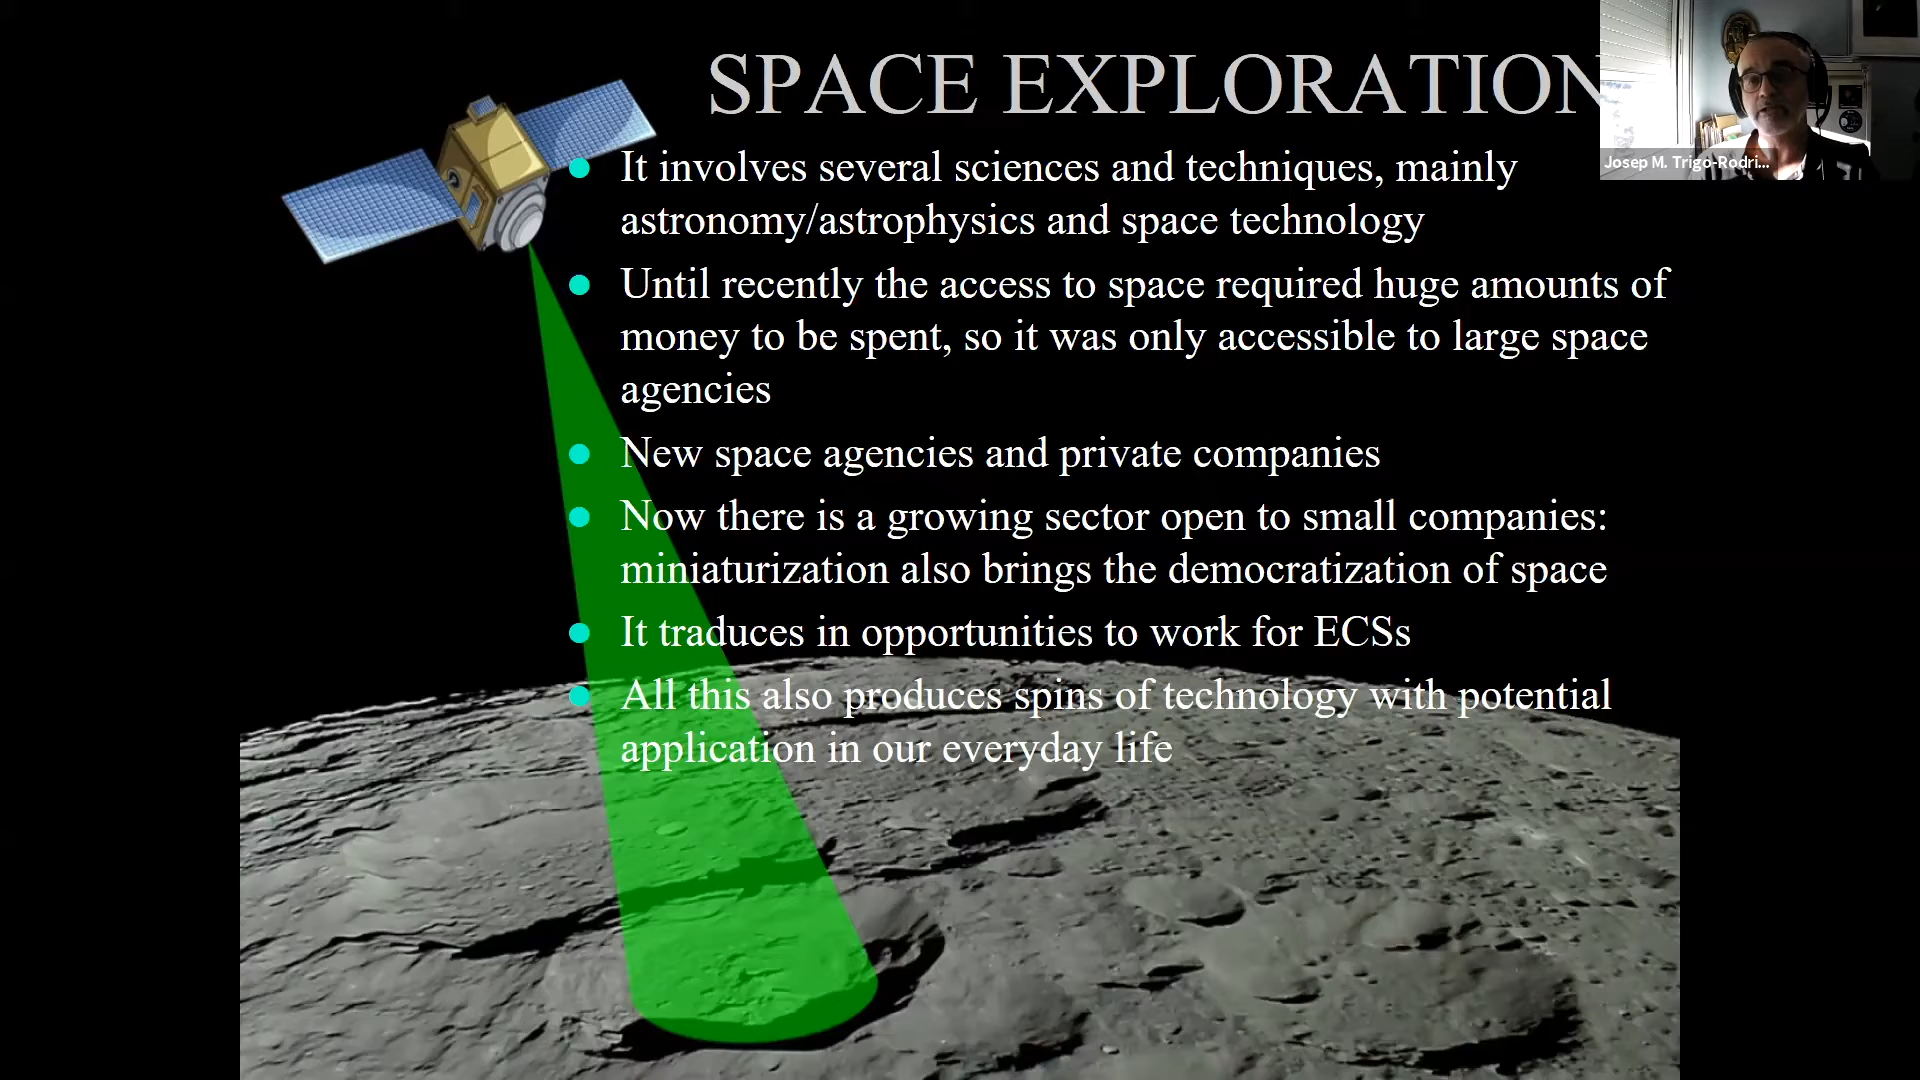 SPACE EXPLORATION
Josep M. Trigo-Rodri...
It involves several sciences and techniques, mainly
astronomy/astrophysics and space technology
Until recently the access to space required huge amounts of
money to be spent, so it was only accessible to large space
agencies
New space agencies and private companies
Now there is a growing sector open to small companies:
miniaturization also brings the democratization of space
It traduces in opportunities to work for ECSs
All this also produces spins of technology with potential
application in our everyday life